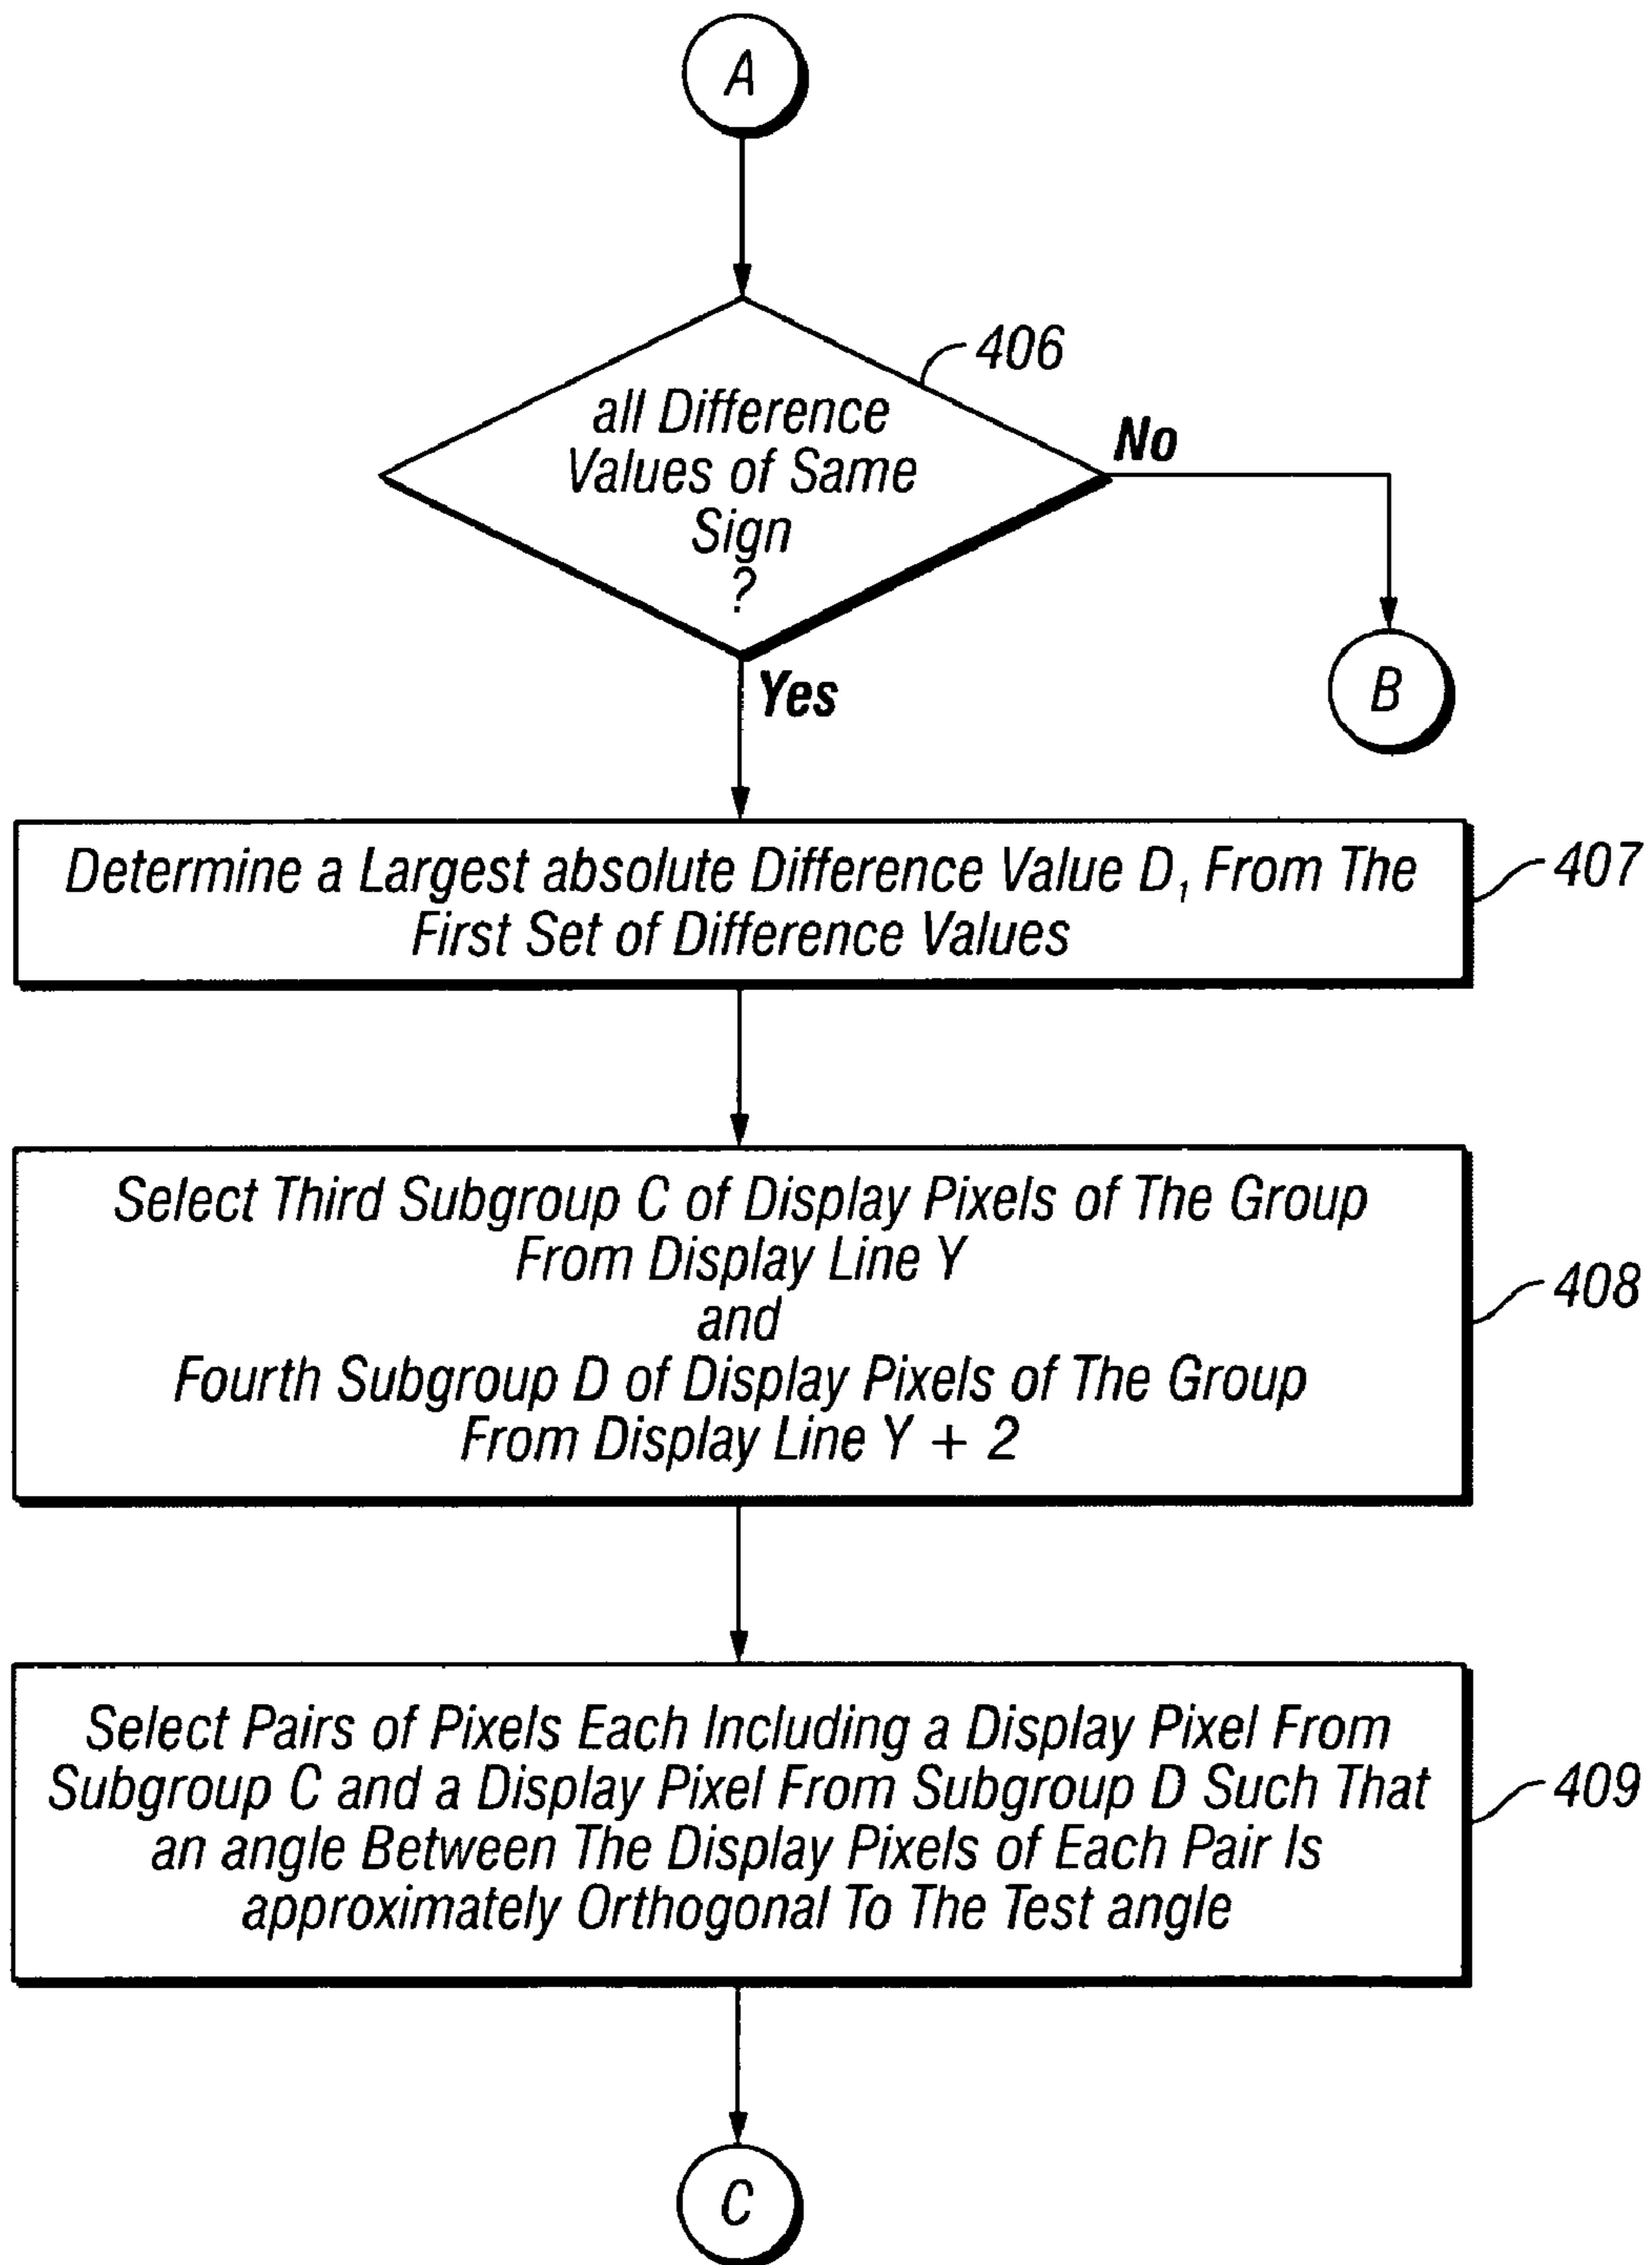 A
406
all Difference
Values of Same
Sign
?
No
B
Yes
Determine a Largest absolute Difference Value D₁ From The
First Set of Difference Values
407
Select Third Subgroup C of Display Pixels of The Group
From Display Line Y
and
Fourth Subgroup D of Display Pixels of The Group
From Display Line Y + 2
408
Select Pairs of Pixels Each Including a Display Pixel From
Subgroup C and a Display Pixel From Subgroup D Such That
an angle Between The Display Pixels of Each Pair Is
approximately Orthogonal To The Test angle
409
C